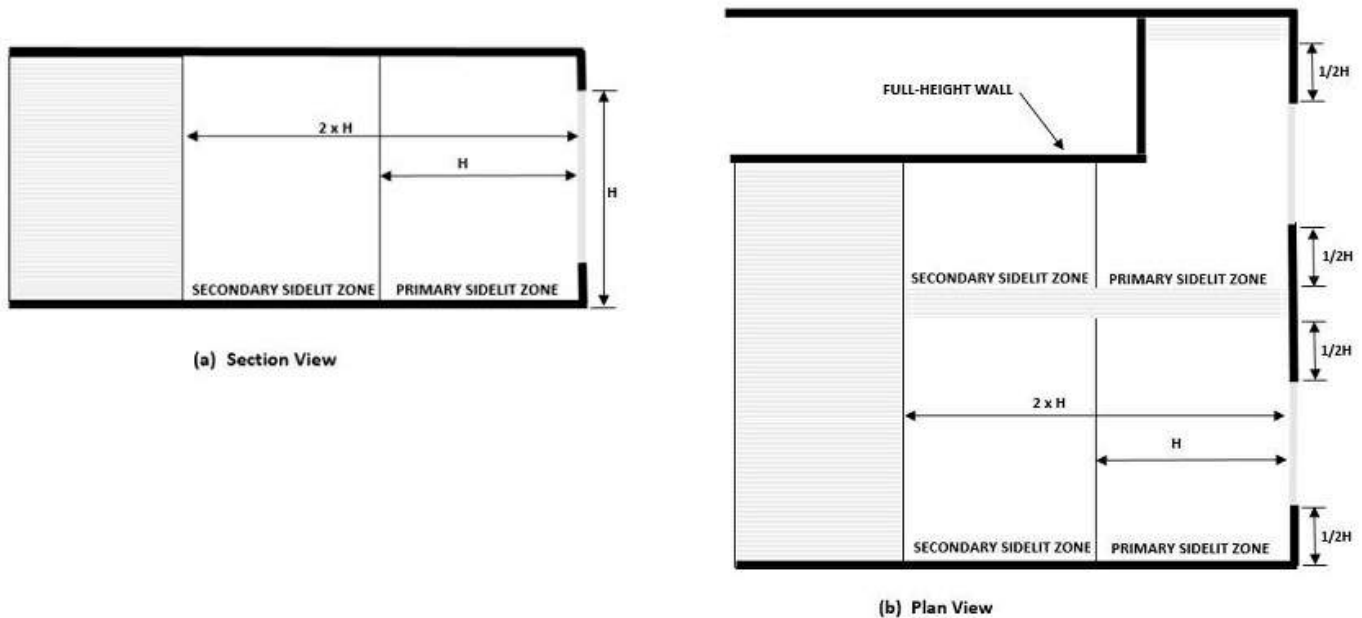 2 x H
H
H
SECONDARY SIDELIT ZONE
PRIMARY SIDELIT ZONE
(a) Section View
1/2H
FULL-HEIGHT WALL
1/2H
SECONDARY SIDELIT ZONE
PRIMARY SIDELIT ZONE
1/2H
2 x H
H
1/2H
SECONDARY SIDELIT ZONE
PRIMARY SIDELIT ZONE
(b) Plan View